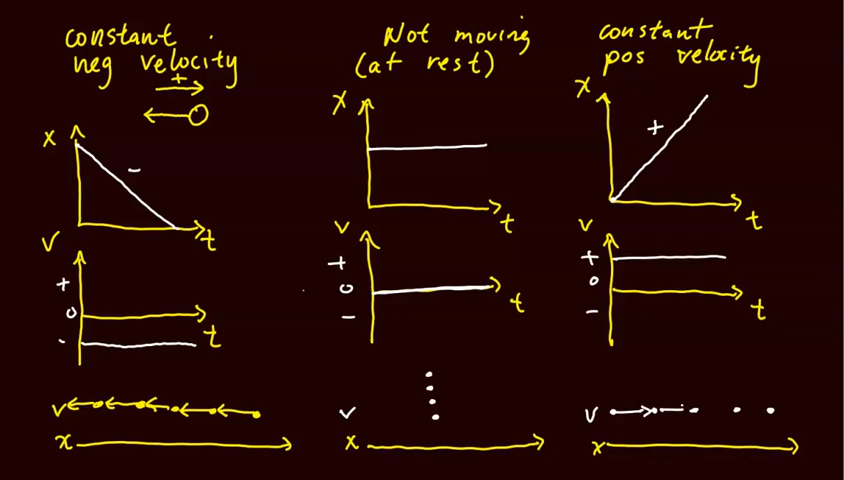 constant
neg velocity
+
x
-
t
v
+
0
-
t
v
x
Not moving
(at rest)
x
t
v
+
0
-
t
v
x
constant
pos velocity
x
+
t
v
+
0
-
t
v
x